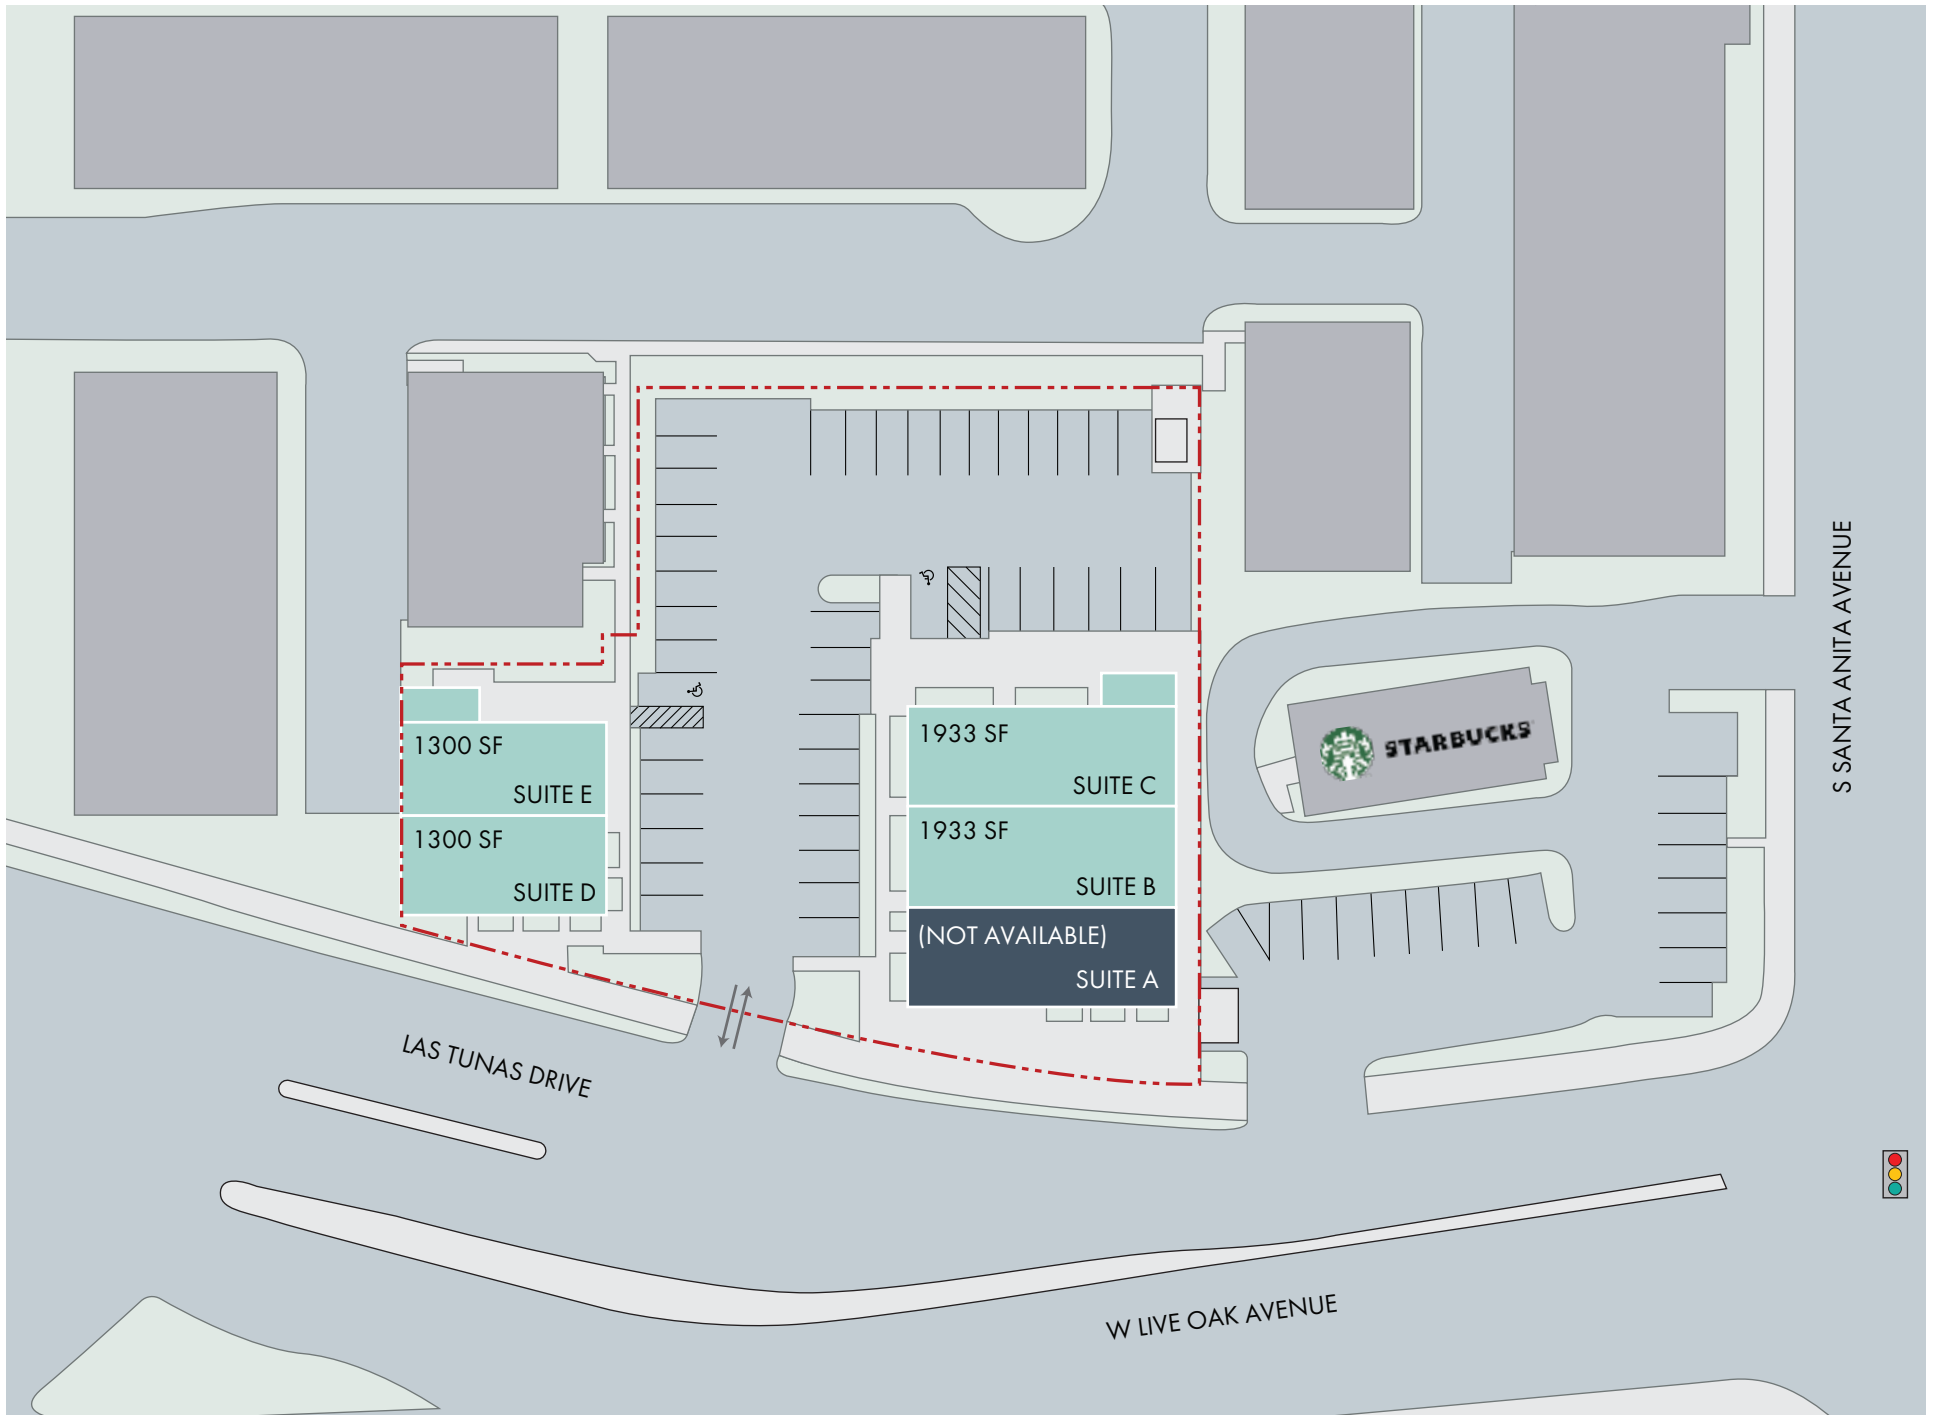 S SANTA ANITA AVENUE
1300 SF
SUITE E
1300 SF
SUITE D
1933 SF
SUITE C
1933 SF
SUITE B
(NOT AVAILABLE)
SUITE A
STARBUCKS
LAS TUNAS DRIVE
W LIVE OAK AVENUE